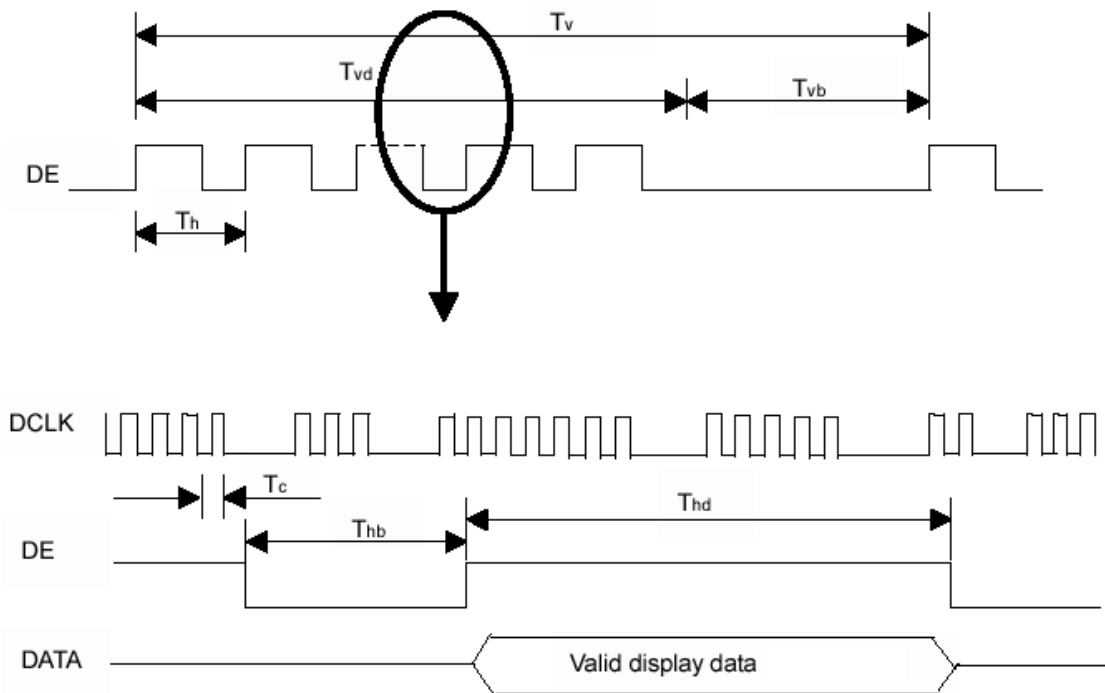 Tv
Tvd
Tvb
DE
Th
DCLK
Tc
Thb
Thd
DE
DATA
Valid display data